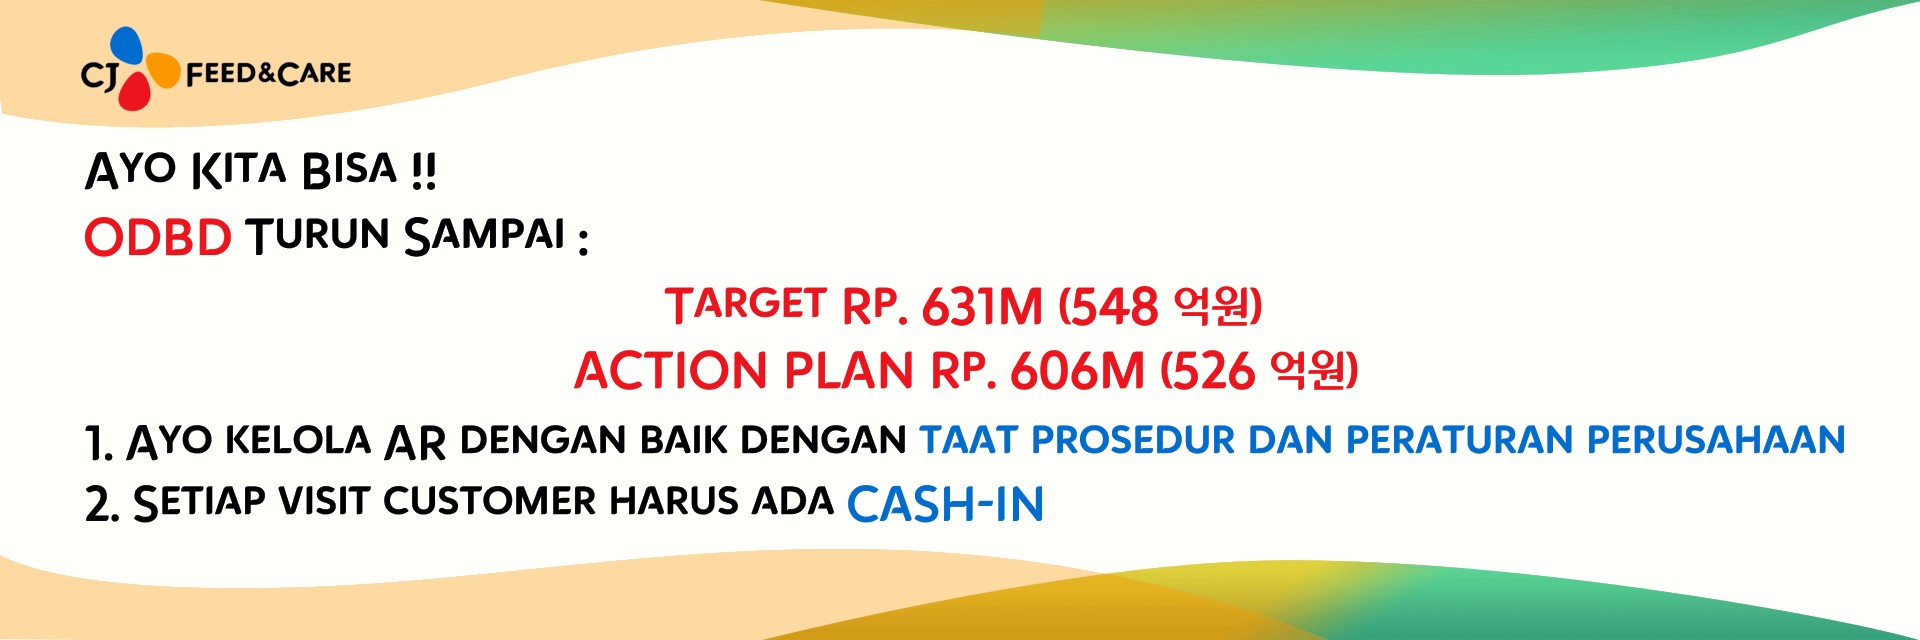 CJ FEED&CARE
AYO KITA BISA !!
ODBD TURUN SAMPAI :
TARGET RP. 631M (548 억원)
ACTION PLAN RP. 606M (526 억원)
1. AYO KELOLA AR DENGAN BAIK DENGAN TAAT PROSEDUR DAN PERATURAN PERUSAHAAN
2. SETIAP VISIT CUSTOMER HARUS ADA CASH-IN